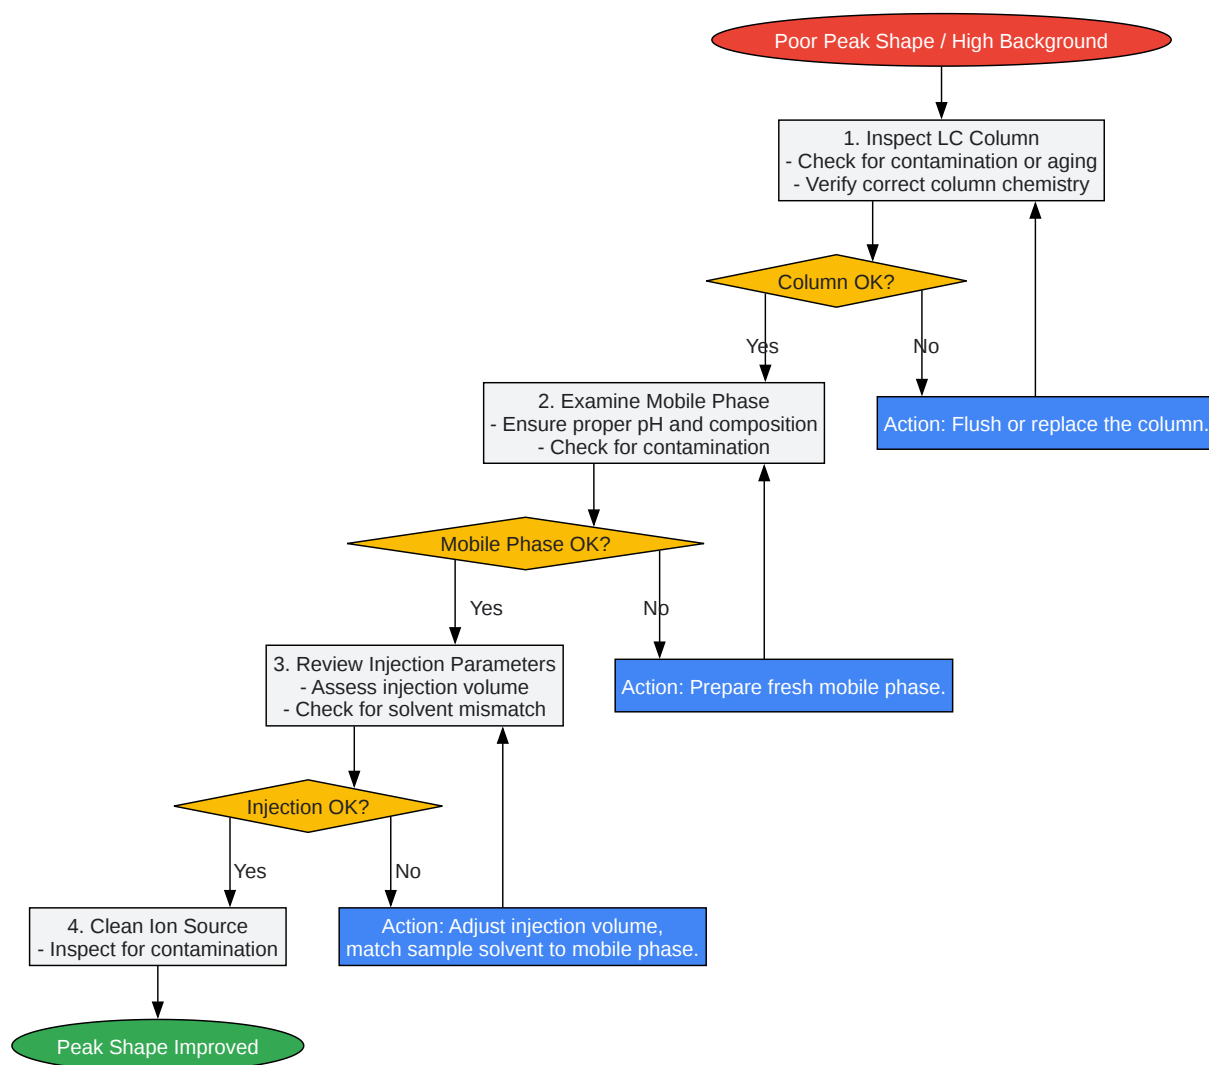 Poor Peak Shape / High Background
1. Inspect LC Column
- Check for contamination or aging
- Verify correct column chemistry
Column OK?
Yes
No
2. Examine Mobile Phase
- Ensure proper pH and composition
- Check for contamination
Action: Flush or replace the column.
Mobile Phase OK?
Yes
No
3. Review Injection Parameters
- Assess injection volume
- Check for solvent mismatch
Action: Prepare fresh mobile phase.
Injection OK?
Yes
No
4. Clean Ion Source
- Inspect for contamination
Action: Adjust injection volume,
match sample solvent to mobile phase.
Peak Shape Improved